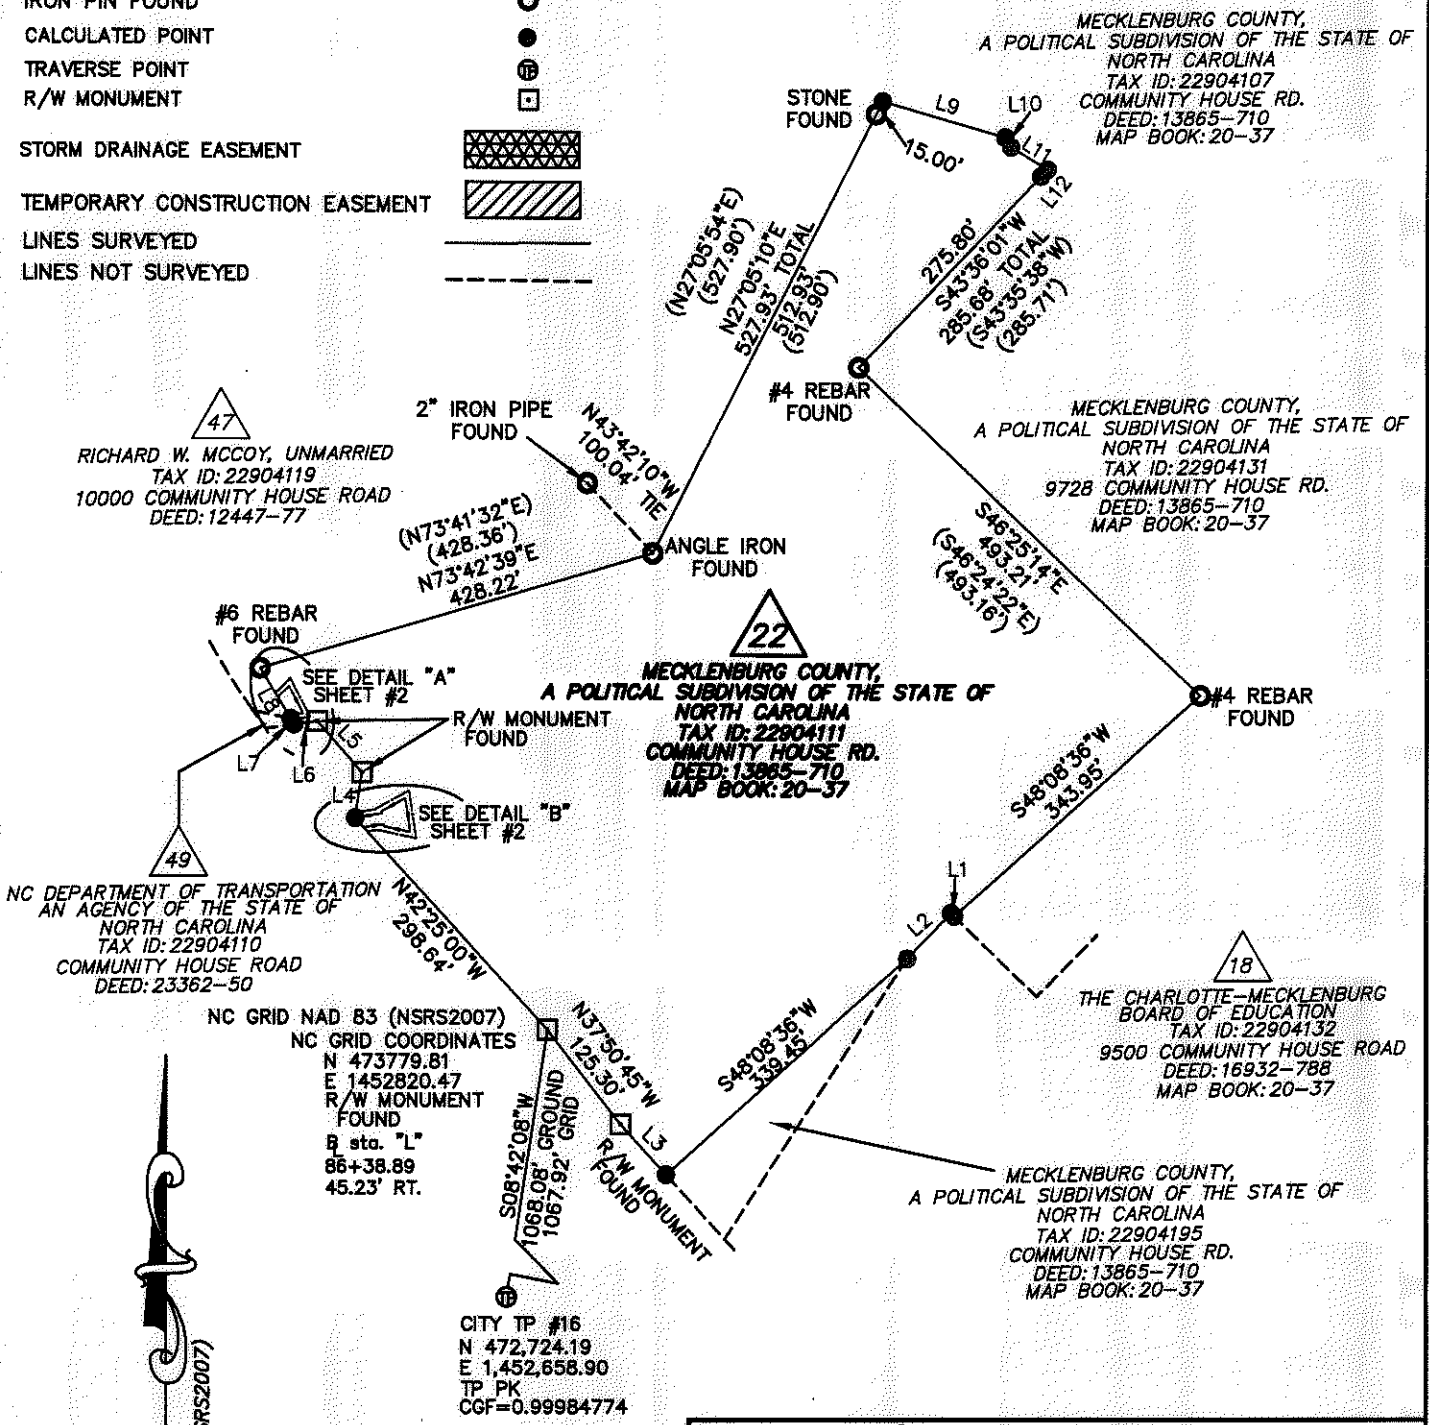 IRON PIN FOUND
CALCULATED POINT
TRAVERSE POINT
TP
R/W MONUMENT
STORM DRAINAGE EASEMENT
TEMPORARY CONSTRUCTION EASEMENT
LINES SURVEYED
LINES NOT SURVEYED
MECKLENBURG COUNTY,
A POLITICAL SUBDIVISION OF THE STATE OF
NORTH CAROLINA
TAX ID: 22904107
COMMUNITY HOUSE RD.
DEED: 13865-710
MAP BOOK: 20-37
STONE
FOUND
L9
L10
L11
L12
15.00'
(N27°05'54"E)
(527.90')
N27°05'10"E
527.93' TOTAL
512.93'
(512.90')
275.80'
S43°36'01"W
285.68' TOTAL
(S43°35'38"W)
(285.71')
#4 REBAR
FOUND
47
RICHARD W. MCCOY, UNMARRIED
TAX ID: 22904119
10000 COMMUNITY HOUSE ROAD
DEED: 12447-77
2" IRON PIPE
FOUND
N43°42'10"W
100.04' TIE
(N73°41'32"E)
(428.36')
N73°42'39"E
428.22'
ANGLE IRON
FOUND
MECKLENBURG COUNTY,
A POLITICAL SUBDIVISION OF THE STATE OF
NORTH CAROLINA
TAX ID: 22904131
9728 COMMUNITY HOUSE RD.
DEED: 13865-710
MAP BOOK: 20-37
S46°25'14"E
493.21'
(S46°24'22"E)
(493.16')
#6 REBAR
FOUND
SEE DETAIL "A"
SHEET #2
L8
L7
L6
L5
L4
R/W MONUMENT
FOUND
SEE DETAIL "B"
SHEET #2
22
MECKLENBURG COUNTY,
A POLITICAL SUBDIVISION OF THE STATE OF
NORTH CAROLINA
TAX ID: 22904111
COMMUNITY HOUSE RD.
DEED: 13865-710
MAP BOOK: 20-37
#4 REBAR
FOUND
S48°08'36"W
343.95'
49
NC DEPARTMENT OF TRANSPORTATION
AN AGENCY OF THE STATE OF
NORTH CAROLINA
TAX ID: 22904110
COMMUNITY HOUSE ROAD
DEED: 23362-50
N42°25'00"W
298.64'
L1
L2
18
THE CHARLOTTE-MECKLENBURG
BOARD OF EDUCATION
TAX ID: 22904132
9500 COMMUNITY HOUSE ROAD
DEED: 16932-788
MAP BOOK: 20-37
NC GRID NAD 83 (NSRS2007)
NC GRID COORDINATES
N 473779.81
E 1452820.47
R/W MONUMENT
FOUND
sta. "L"
86+38.89
45.23' RT.
N37°50'45"W
125.30'
S48°08'36"W
339.45'
L3
S08°42'08"W
1068.08' GROUND
1067.92' GRID
R/W MONUMENT
FOUND
MECKLENBURG COUNTY,
A POLITICAL SUBDIVISION OF THE STATE OF
NORTH CAROLINA
TAX ID: 22904195
COMMUNITY HOUSE RD.
DEED: 13865-710
MAP BOOK: 20-37
TP
CITY TP #16
N 472,724.19
E 1,452,658.90
TP PK
CGF=0.99984774
SRS2007)